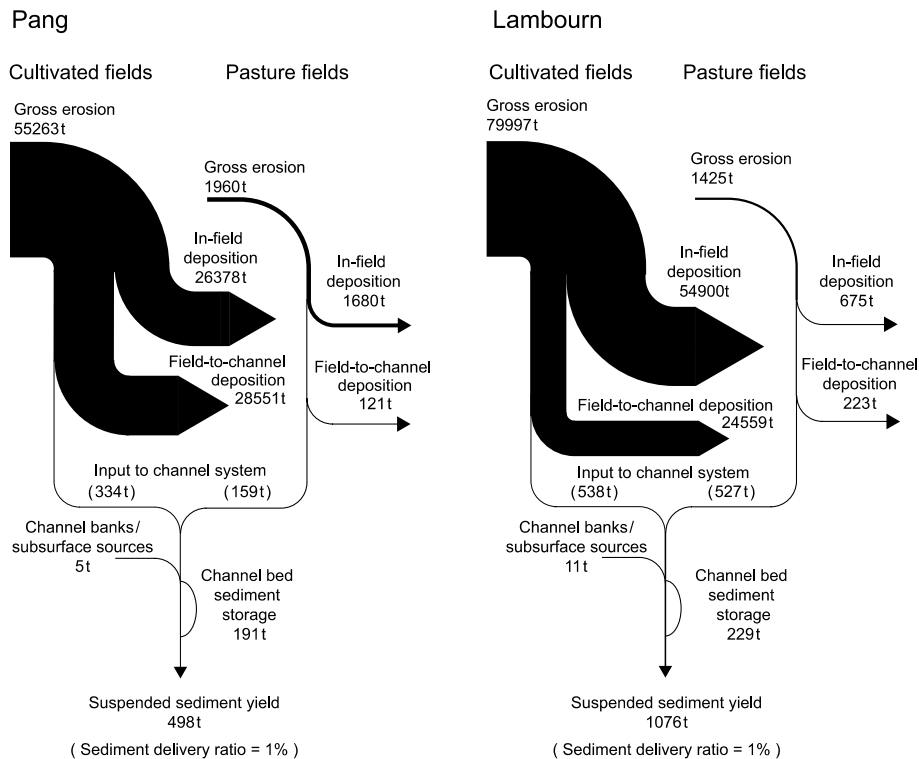 Pang
Cultivated fields
Pasture fields
Gross erosion
55263t
Gross erosion
1960t
In-field
deposition
26378t
In-field
deposition
1680t
Field-to-channel
deposition
28551t
Field-to-channel
deposition
121t
Input to channel system
(334t)
(159t)
Channel banks/
subsurface sources
5t
Channel bed
sediment
storage
191t
Suspended sediment yield
498t
( Sediment delivery ratio = 1% )
Lambourn
Cultivated fields
Pasture fields
Gross erosion
79997t
Gross erosion
1425t
In-field
deposition
54900t
In-field
deposition
675t
Field-to-channel
deposition
223t
Field-to-channel deposition
24559t
Input to channel system
(538t)
(527t)
Channel banks/
subsurface sources
11t
Channel bed
sediment
storage
229t
Suspended sediment yield
1076t
( Sediment delivery ratio = 1% )